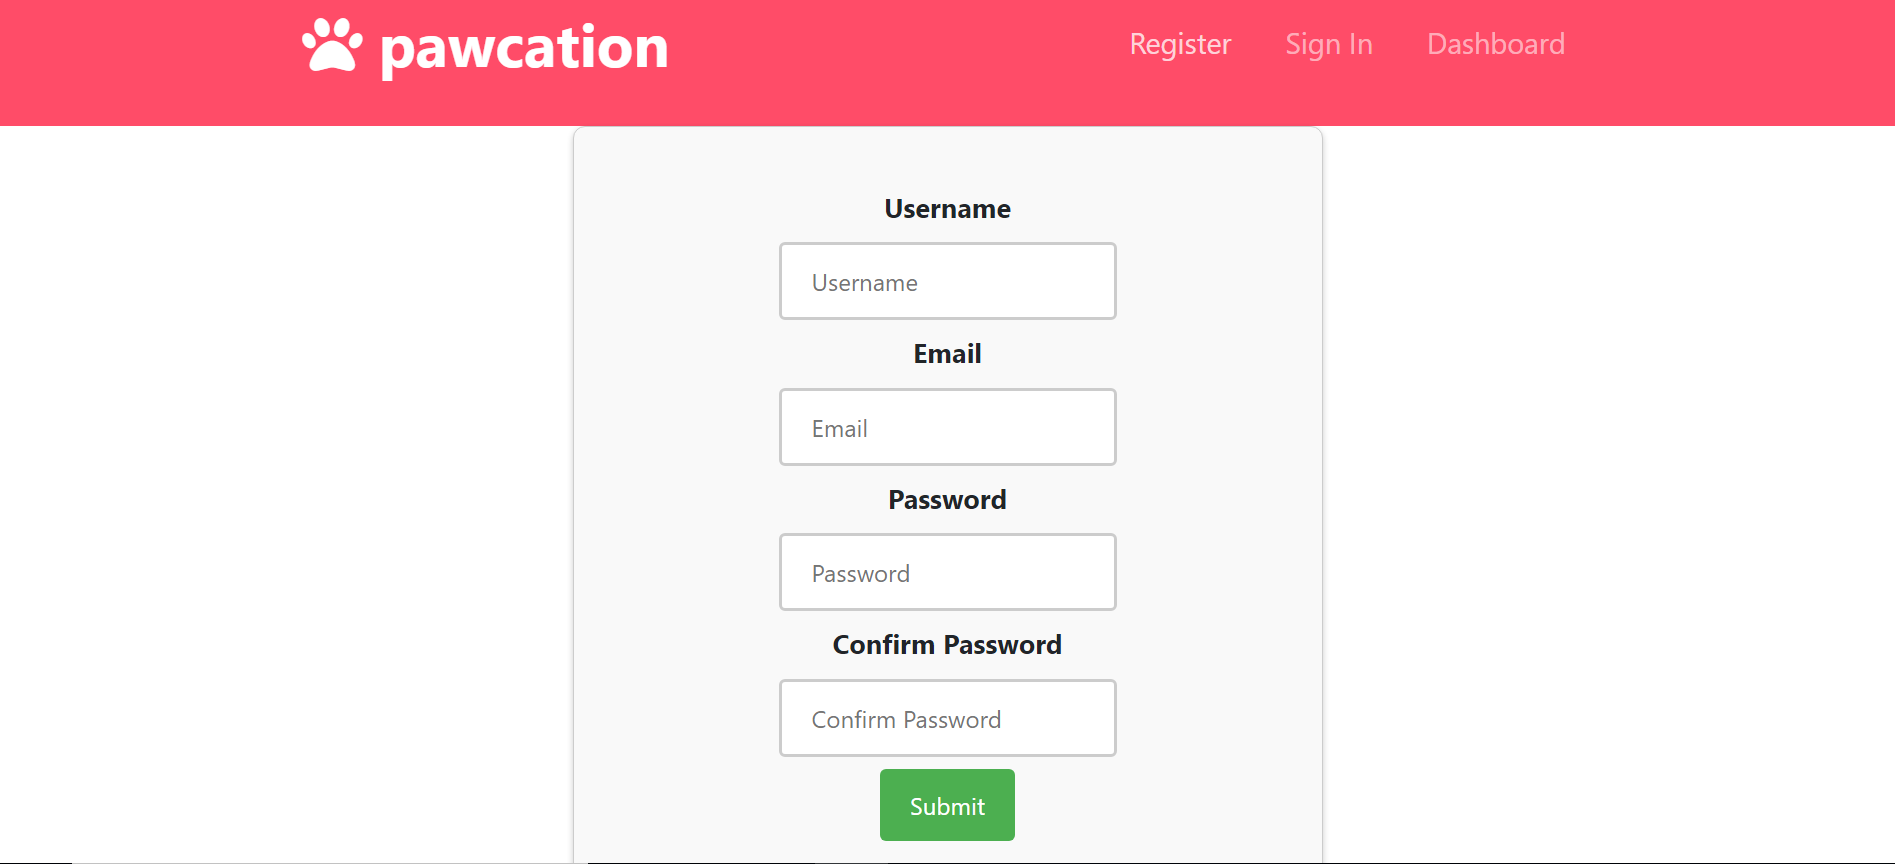 pawcation
Register Sign In Dashboard
Username
Username
Email
Email
Password
Password
Confirm Password
Confirm Password
Submit